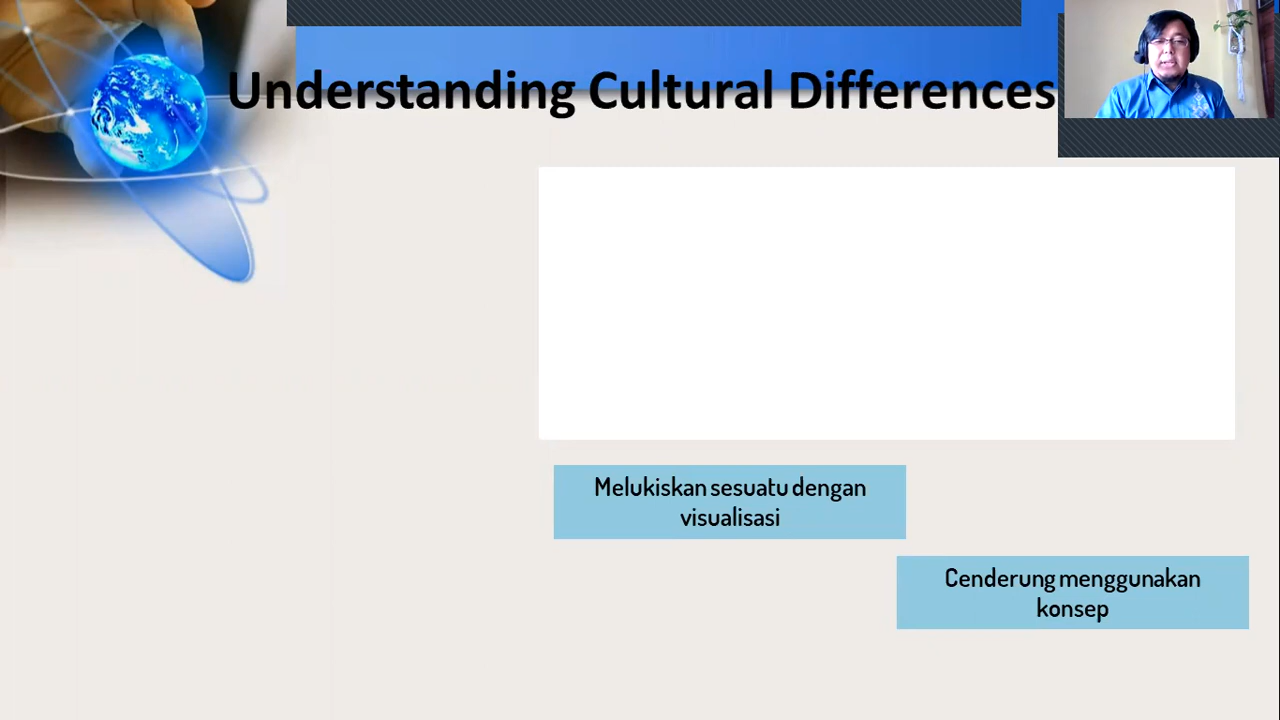 Understanding Cultural Differences
Melukiskan sesuatu dengan
visualisasi
Cenderung menggunakan
konsep